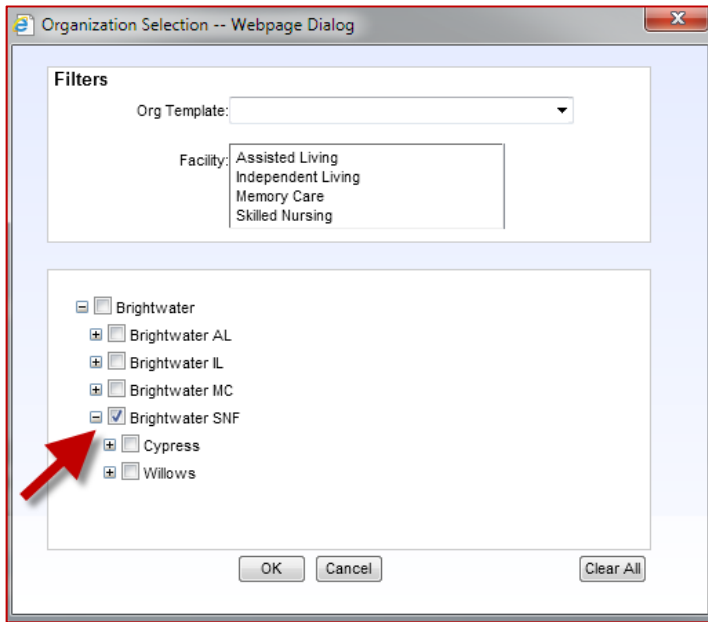 Organization Selection -- Webpage Dialog
Filters
Org Template:
Facility:
Assisted Living
Independent Living
Memory Care
Skilled Nursing
Brightwater
Brightwater AL
Brightwater IL
Brightwater MC
Brightwater SNF
Cypress
Willows
OK Cancel Clear All